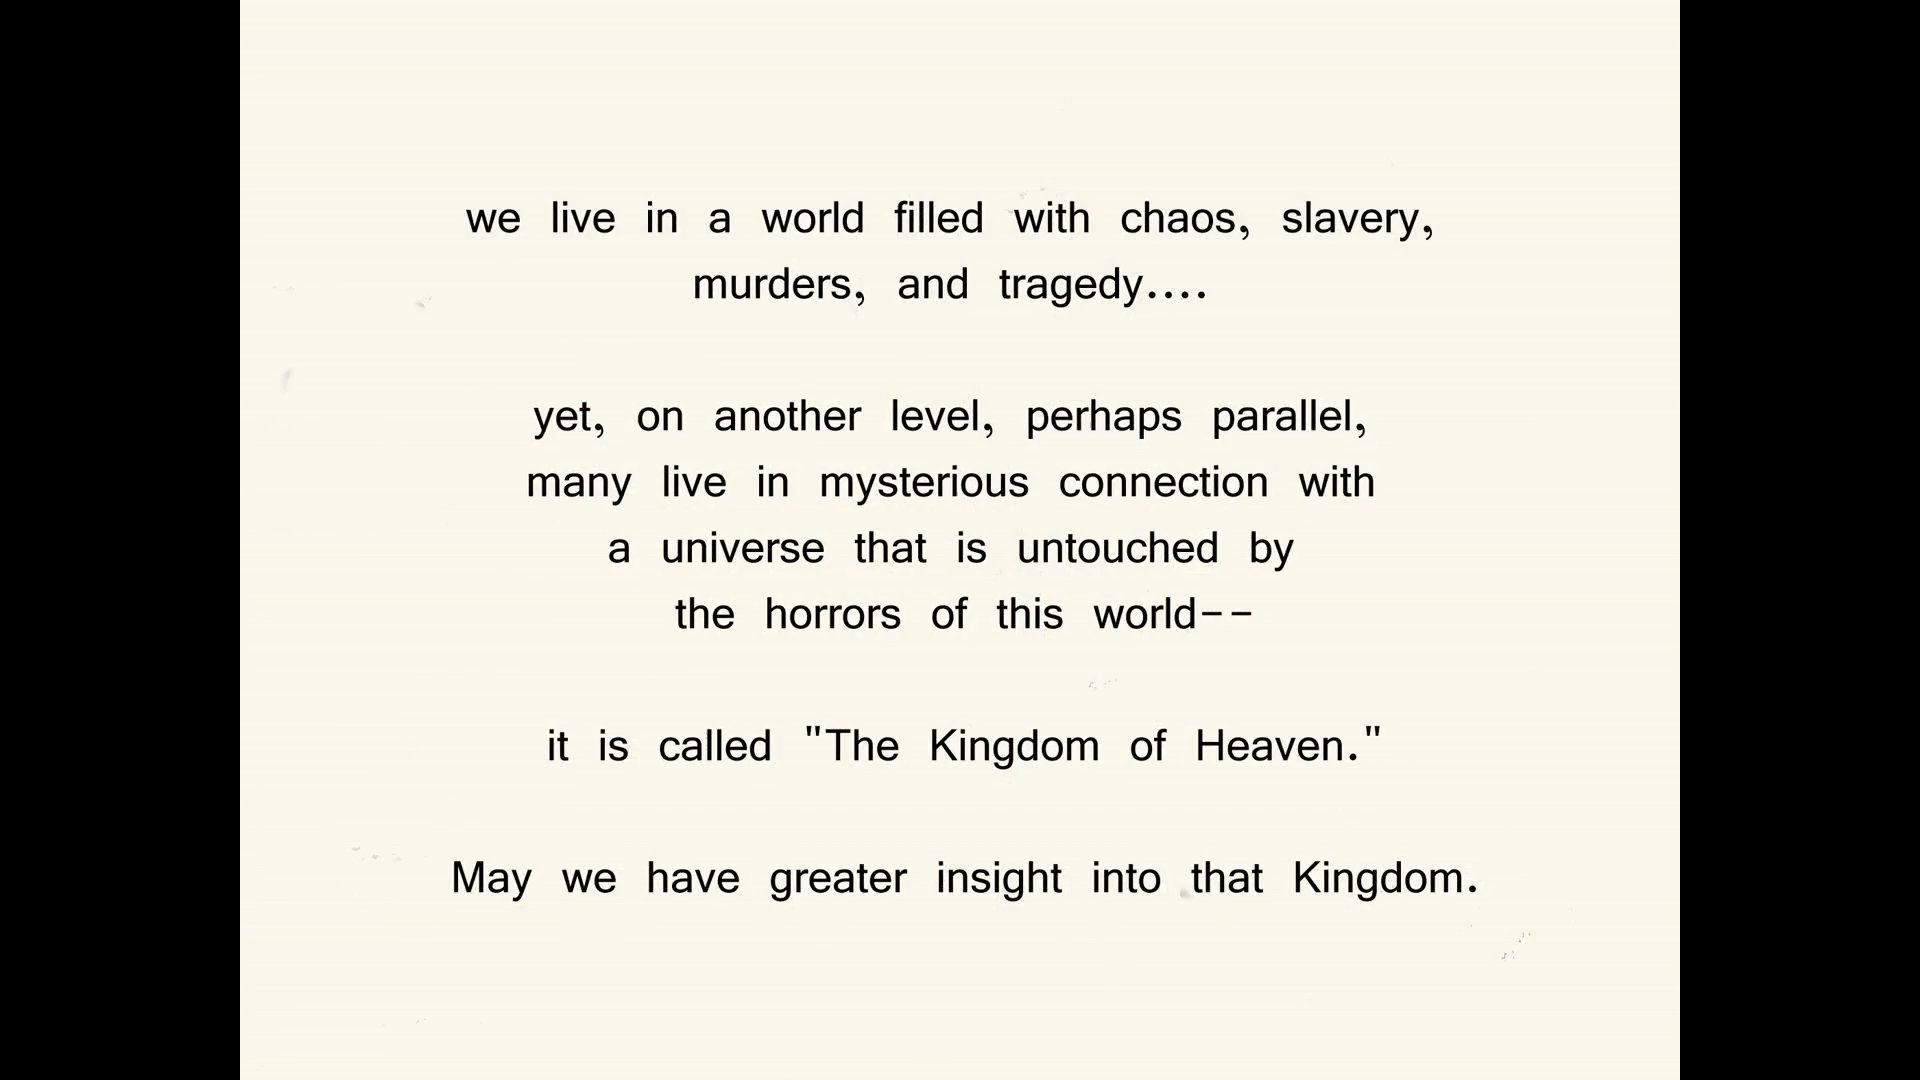 we live in a world filled with chaos, slavery,
murders, and tragedy....
yet, on another level, perhaps parallel,
many live in mysterious connection with
a universe that is untouched by
the horrors of this world--
it is called "The Kingdom of Heaven."
May we have greater insight into that Kingdom.